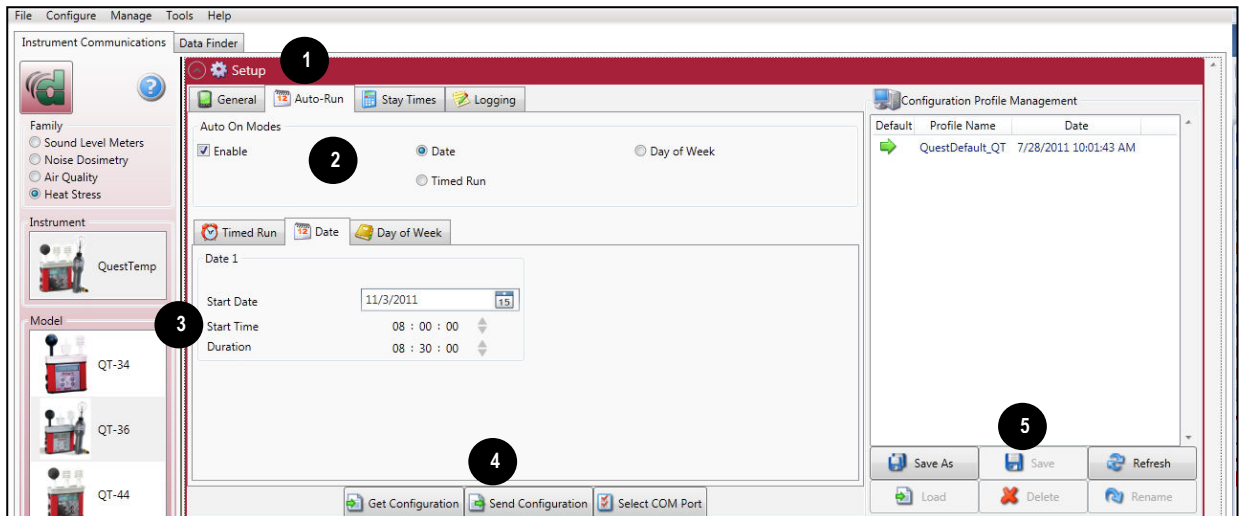 File Configure Manage Tools Help
Instrument Communications Data Finder
1
Setup
General 12 Auto-Run Stay Times Logging
Configuration Profile Management
Family
Sound Level Meters
Noise Dosimetry
Air Quality
Heat Stress
Auto On Modes
Enable
2
Date
Day of Week
Timed Run
Default Profile Name Date
QuestDefault_QT 7/28/2011 10:01:43 AM
Instrument
QuestTemp
Timed Run 12 Date Day of Week
Date 1
Start Date 11/3/2011 15
3
Start Time 08 : 00 : 00
Duration 08 : 30 : 00
Model
QT-34
QT-36
QT-44
4
5
Save As Save Refresh
Get Configuration Send Configuration Select COM Port
Load Delete Rename